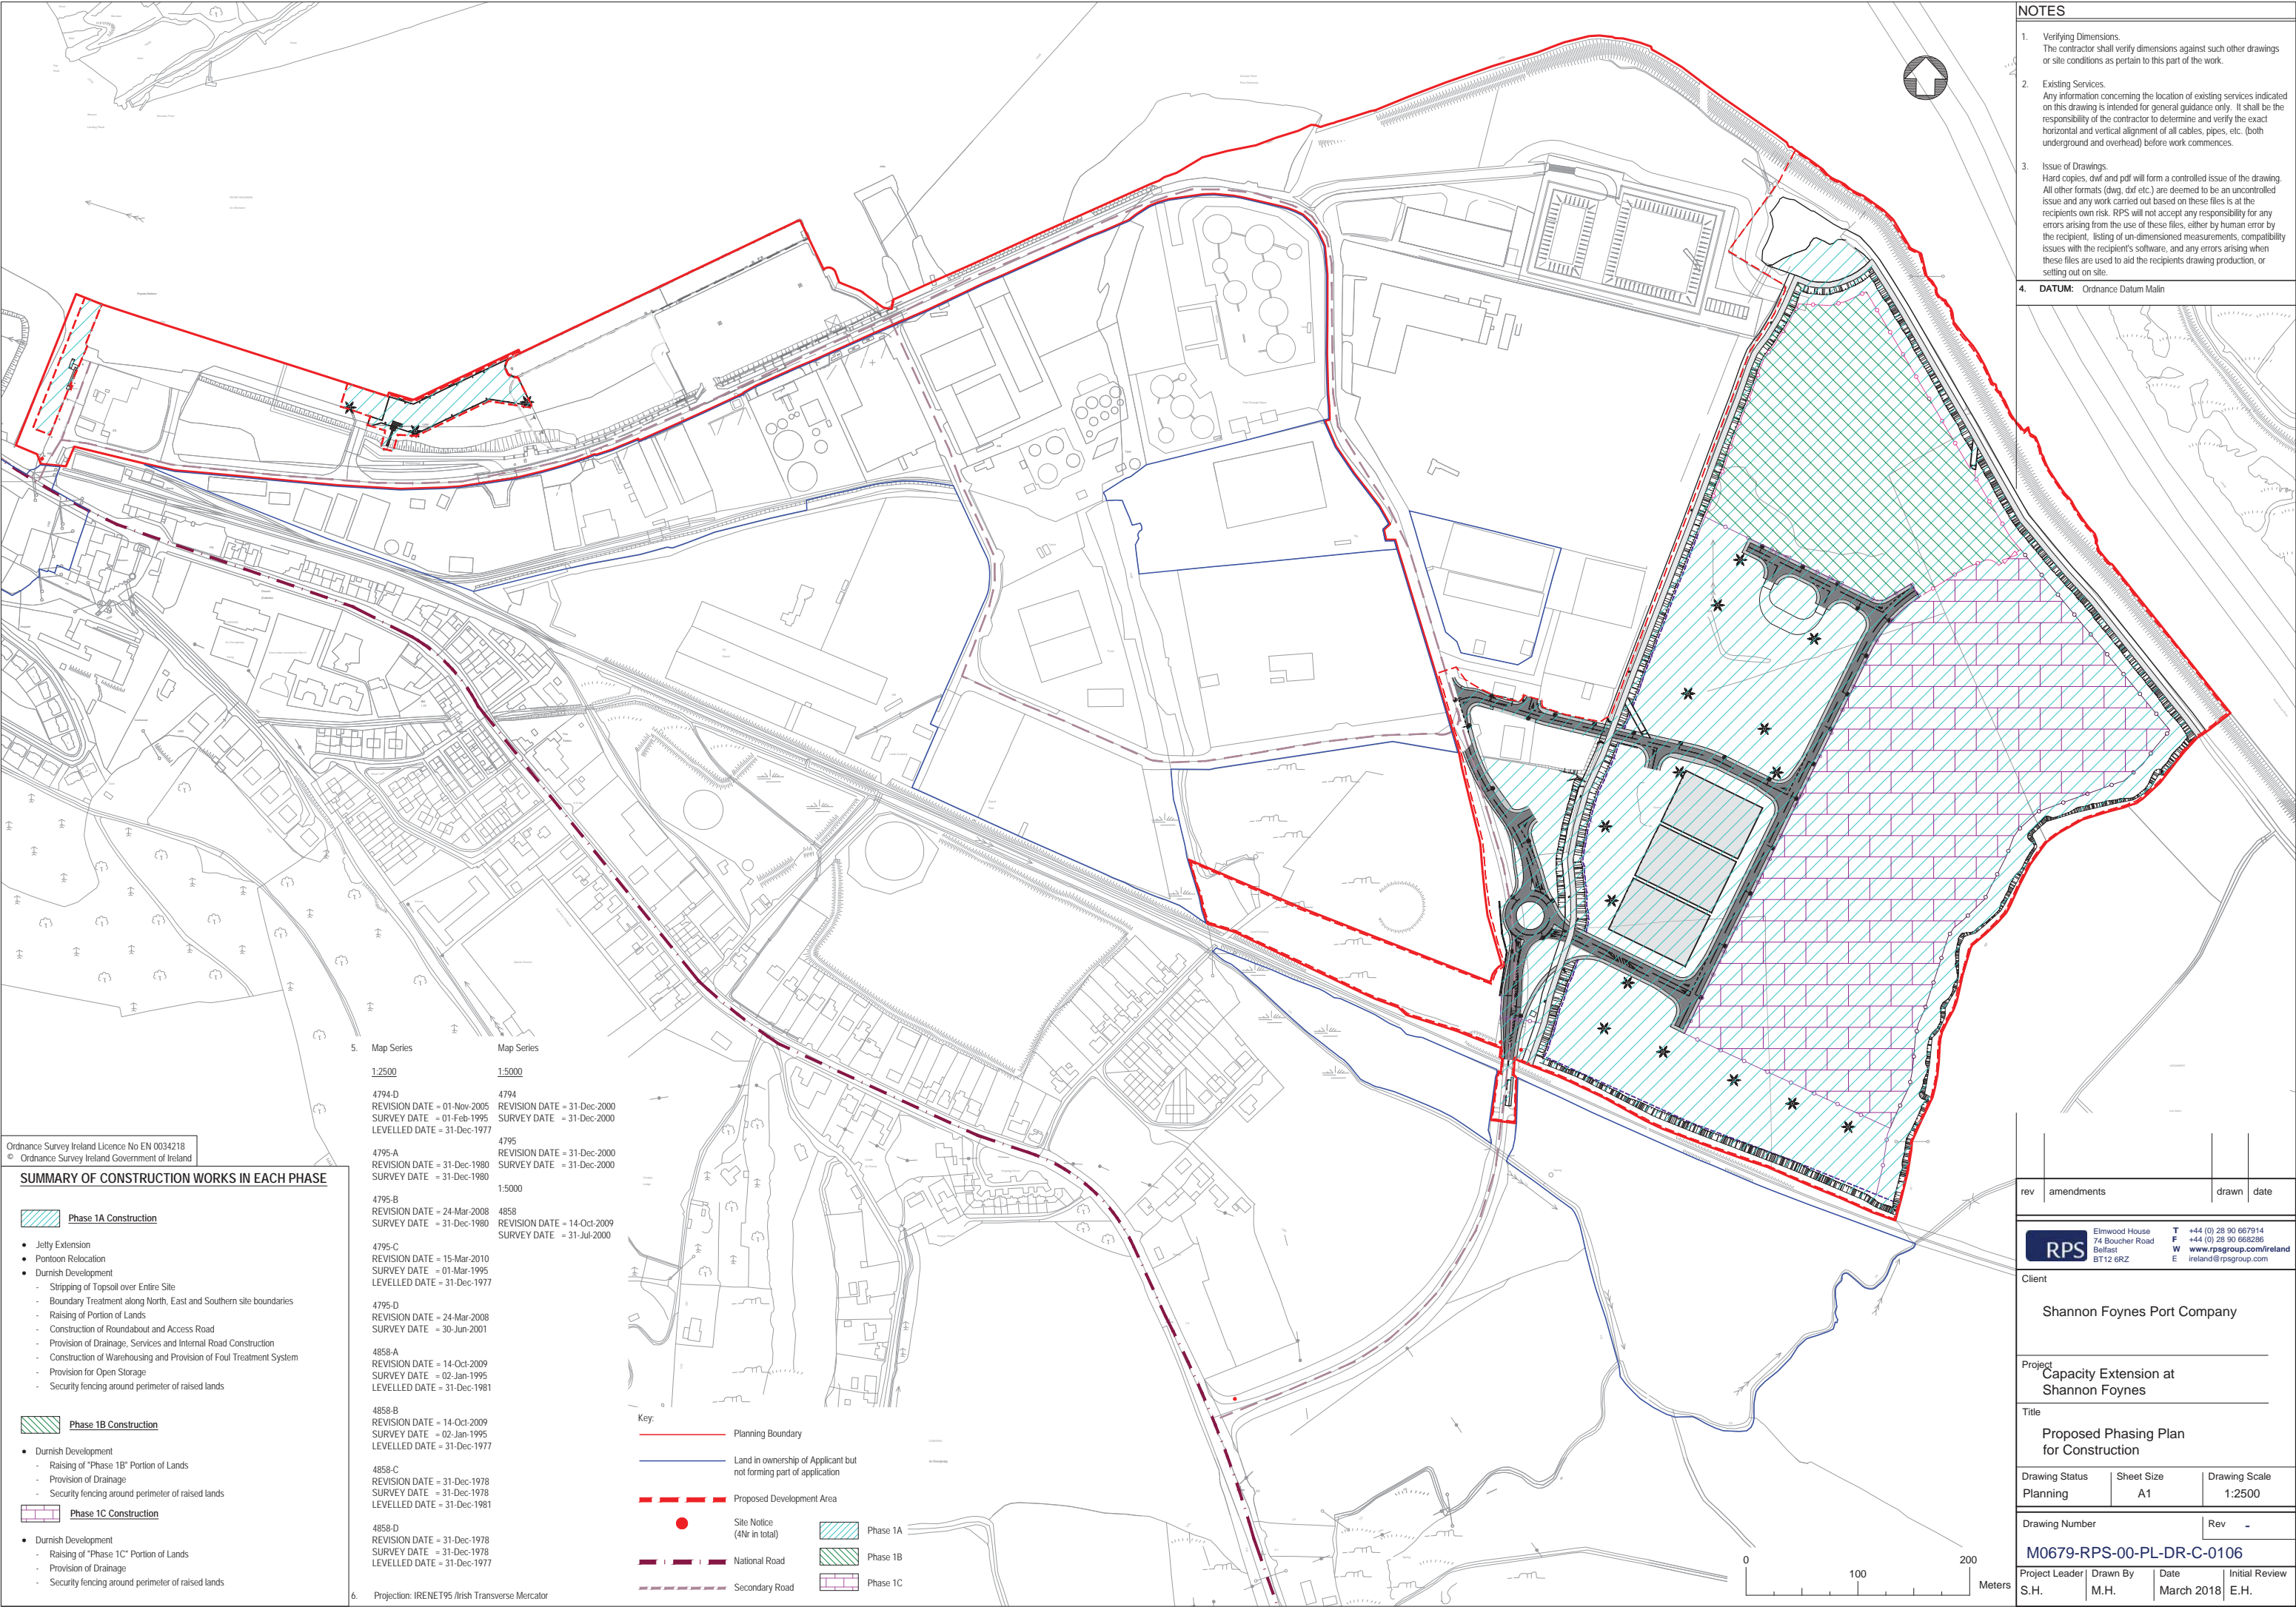 NOTES
1. Verifying Dimensions.
The contractor shall verify dimensions against such other drawings
or site conditions as pertain to this part of the work.
2. Existing Services.
Any information concerning the location of existing services indicated
on this drawing is intended for general guidance only. It shall be the
responsibility of the contractor to determine and verify the exact
horizontal and vertical alignment of all cables, pipes, etc. (both
underground and overhead) before work commences.
3. Issue of Drawings.
Hard copies, dwf and pdf will form a controlled issue of the drawing.
All other formats (dwg, dxf etc.) are deemed to be an uncontrolled
issue and any work carried out based on these files is at the
recipients own risk. RPS will not accept any responsibility for any
errors arising from the use of these files, either by human error by
the recipient, listing of un-dimensioned measurements, compatibility
issues with the recipient's software, and any errors arising when
these files are used to aid the recipients drawing production, or
setting out on site.
4. DATUM: Ordnance Datum Malin
5. Map Series
1:2500
4794-D
REVISION DATE = 01-Nov-2005
SURVEY DATE = 01-Feb-1995
LEVELLED DATE = 31-Dec-1977
4795-A
REVISION DATE = 31-Dec-1980
SURVEY DATE = 31-Dec-1980
4795-B
REVISION DATE = 24-Mar-2008
SURVEY DATE = 31-Dec-1980
4795-C
REVISION DATE = 15-Mar-2010
SURVEY DATE = 01-Mar-1995
LEVELLED DATE = 31-Dec-1977
4795-D
REVISION DATE = 24-Mar-2008
SURVEY DATE = 30-Jun-2001
4858-A
REVISION DATE = 14-Oct-2009
SURVEY DATE = 02-Jan-1995
LEVELLED DATE = 31-Dec-1981
4858-B
REVISION DATE = 14-Oct-2009
SURVEY DATE = 02-Jan-1995
LEVELLED DATE = 31-Dec-1977
4858-C
REVISION DATE = 31-Dec-1978
SURVEY DATE = 31-Dec-1978
LEVELLED DATE = 31-Dec-1981
4858-D
REVISION DATE = 31-Dec-1978
SURVEY DATE = 31-Dec-1978
LEVELLED DATE = 31-Dec-1977
Map Series
1:5000
4794
REVISION DATE = 31-Dec-2000
SURVEY DATE = 31-Dec-2000
4795
REVISION DATE = 31-Dec-2000
SURVEY DATE = 31-Dec-2000
1:5000
4858
REVISION DATE = 14-Oct-2009
SURVEY DATE = 31-Jul-2000
6. Projection: IRENET95 /Irish Transverse Mercator
Ordnance Survey Ireland Licence No EN 0034218
© Ordnance Survey Ireland Government of Ireland
SUMMARY OF CONSTRUCTION WORKS IN EACH PHASE
Phase 1A Construction
• Jetty Extension
• Pontoon Relocation
• Durnish Development
- Stripping of Topsoil over Entire Site
- Boundary Treatment along North, East and Southern site boundaries
- Raising of Portion of Lands
- Construction of Roundabout and Access Road
- Provision of Drainage, Services and Internal Road Construction
- Construction of Warehousing and Provision of Foul Treatment System
- Provision for Open Storage
- Security fencing around perimeter of raised lands
Phase 1B Construction
• Durnish Development
- Raising of "Phase 1B" Portion of Lands
- Provision of Drainage
- Security fencing around perimeter of raised lands
Phase 1C Construction
• Durnish Development
- Raising of "Phase 1C" Portion of Lands
- Provision of Drainage
- Security fencing around perimeter of raised lands
Key:
Planning Boundary
Land in ownership of Applicant but
not forming part of application
Proposed Development Area
Site Notice
(4Nr in total)
National Road
Secondary Road
Phase 1A
Phase 1B
Phase 1C
0 100 200
Meters
rev amendments drawn date
RPS
Elmwood House
74 Boucher Road
Belfast
BT12 6RZ
T +44 (0) 28 90 667914
F +44 (0) 28 90 668286
W www.rpsgroup.com/ireland
E ireland@rpsgroup.com
Client
Shannon Foynes Port Company
Project
Capacity Extension at
Shannon Foynes
Title
Proposed Phasing Plan
for Construction
Drawing Status Sheet Size Drawing Scale
Planning A1 1:2500
Drawing Number Rev -
M0679-RPS-00-PL-DR-C-0106
Project Leader Drawn By Date Initial Review
S.H. M.H. March 2018 E.H.